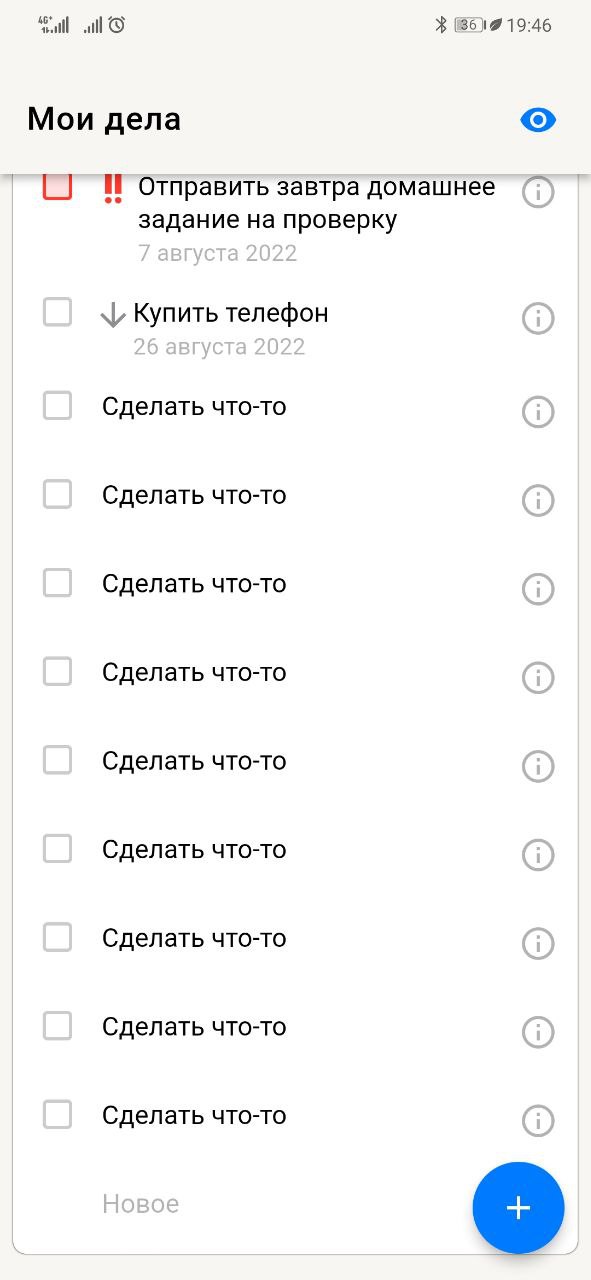 4G+ 36 19:46
Мои дела
Отправить завтра домашнее
задание на проверку
7 августа 2022
Купить телефон
26 августа 2022
Сделать что-то
Сделать что-то
Сделать что-то
Сделать что-то
Сделать что-то
Сделать что-то
Сделать что-то
Сделать что-то
Сделать что-то
Новое